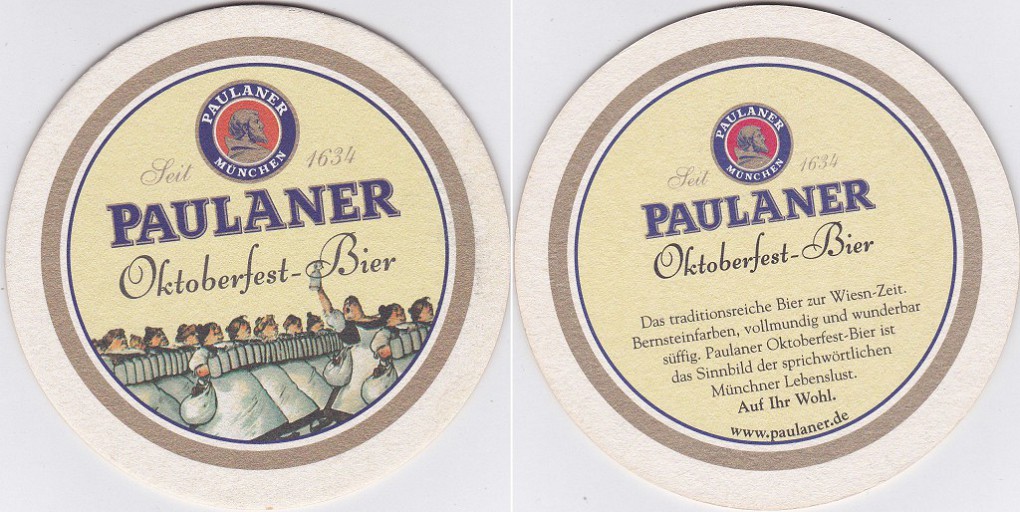 PAULANER
MÜNCHEN
Seit 1634
PAULANER
Oktoberfest-Bier
PAULANER
MÜNCHEN
Seit 1634
PAULANER
Oktoberfest-Bier
Das traditionsreiche Bier zur Wiesn-Zeit.
Bernsteinfarben, vollmundig und wunderbar
süffig. Paulaner Oktoberfest-Bier ist
das Sinnbild der sprichwörtlichen
Münchner Lebenslust.
Auf Ihr Wohl.
www.paulaner.de